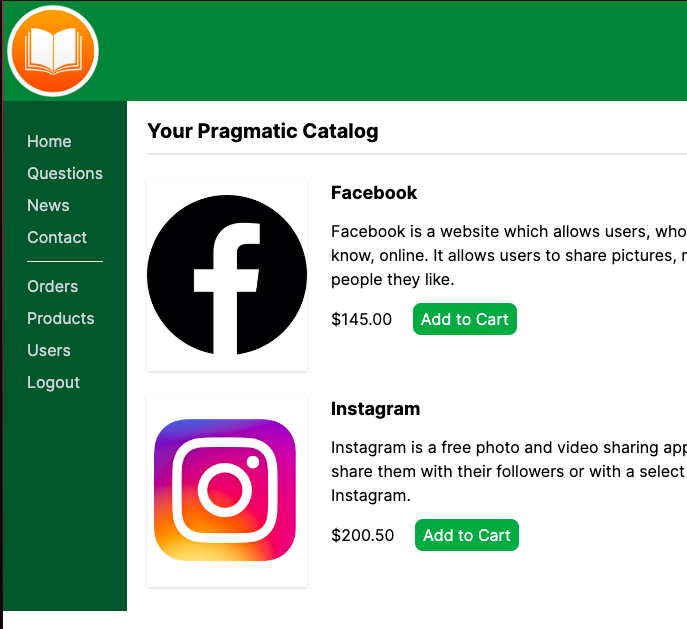 Your Pragmatic Catalog
Home
Questions
News
Contact
Orders
Products
Users
Logout
Facebook
Facebook is a website which allows users, who
know, online. It allows users to share pictures,
people they like.
$145.00 Add to Cart
Instagram
Instagram is a free photo and video sharing app
share them with their followers or with a select
Instagram.
$200.50 Add to Cart